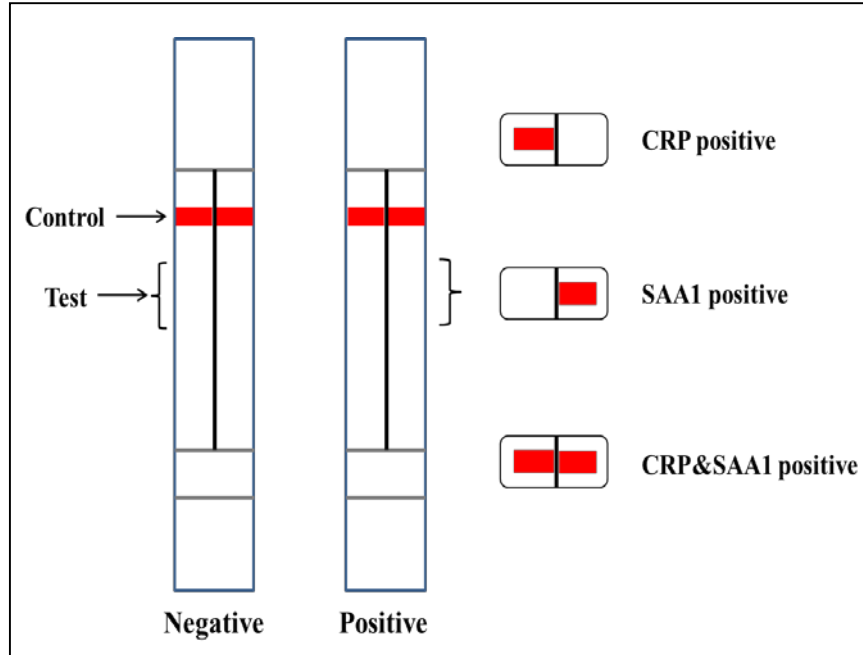 Control
Test
Negative
Positive
CRP positive
SAA1 positive
CRP&SAA1 positive